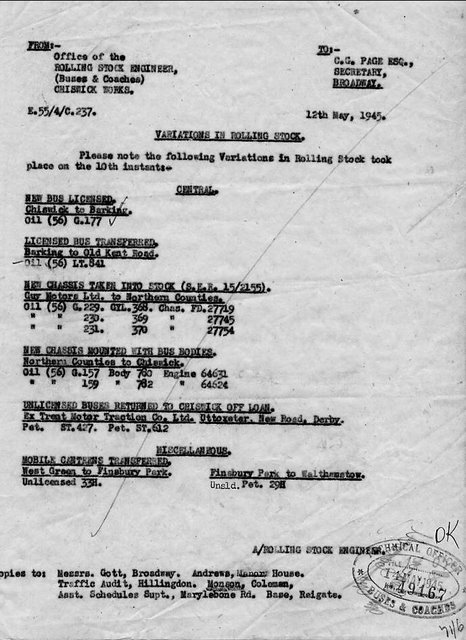 FROM:-
Office of the
ROLLING STOCK ENGINEER,
(Buses & Coaches)
CHISWICK WORKS.
TO:-
C.G. PAGE ESQ.,
SECRETARY,
BROADWAY.
E.55/4/C.237.
12th May, 1945.
VARIATIONS IN ROLLING STOCK.
Please note the following Variations in Rolling Stock took
place on the 10th instant:-
CENTRAL.
NEW BUS LICENSED.
Chiswick to Barking.
Oil (56) G.177
LICENSED BUS TRANSFERRED.
Barking to Old Kent Road.
Oil (56) LT.841
NEW CHASSIS TAKEN INTO STOCK (S.E.R. 15/2155).
Guy Motors Ltd. to Northern Counties.
Oil (56) G.229. GYL.368. Chas. FD.27719
" " 230. 369 " 27745
" " 231. 370 " 27754
NEW CHASSIS MOUNTED WITH BUS BODIES.
Northern Counties to Chiswick.
Oil (56) G.157 Body 780 Engine 64631
" " 159 " 782 " 64624
UNLICENSED BUSES RETURNED TO CHISWICK OFF LOAN.
Ex Trent Motor Traction Co. Ltd. Uttoxeter. New Road, Derby.
Pet. ST.427. Pet. ST.612
MISCELLANEOUS.
MOBILE CANTEENS TRANSFERRED.
West Green to Finsbury Park.
Unlicensed 33H.
Finsbury Park to Walthamstow.
Unsld. Pet. 29H
OK
A/ROLLING STOCK ENGINEER.
opies to: Messrs. Gott, Broadway. Andrews, Manor House.
Traffic Audit, Hillingdon. Monson, Coleman,
Asst. Schedules Supt., Marylebone Rd. Base, Reigate.
TECHNICAL OFFICE
BUSES & COACHES